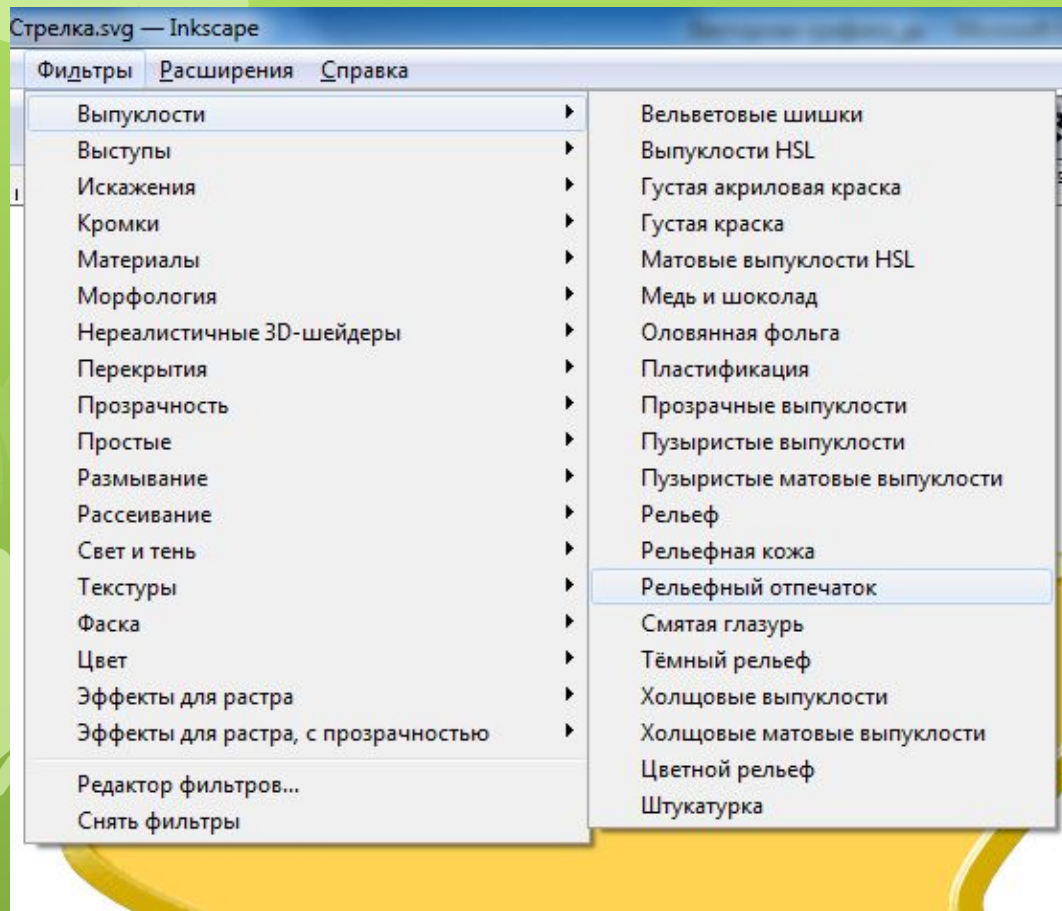 Стрелка.svg — Inkscape
Фильтры Расширения Справка
Выпуклости
Выступы
Искажения
Кромки
Материалы
Морфология
Нереалистичные 3D-шейдеры
Перекрытия
Прозрачность
Простые
Размывание
Рассеивание
Свет и тень
Текстуры
Фаска
Цвет
Эффекты для растра
Эффекты для растра, с прозрачностью
Редактор фильтров...
Снять фильтры
Вельветовые шишки
Выпуклости HSL
Густая акриловая краска
Густая краска
Матовые выпуклости HSL
Медь и шоколад
Оловянная фольга
Пластификация
Прозрачные выпуклости
Пузыристые выпуклости
Пузыристые матовые выпуклости
Рельеф
Рельефная кожа
Рельефный отпечаток
Смятая глазурь
Тёмный рельеф
Холщовые выпуклости
Холщовые матовые выпуклости
Цветной рельеф
Штукатурка